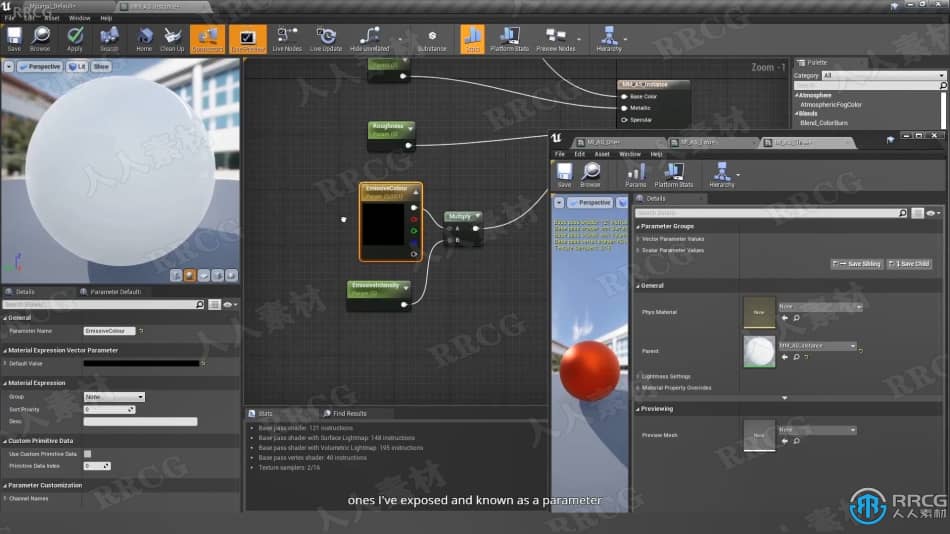 File Edit Asset Window Help
Save
Browse
Apply
Search
Home
Clean Up
Connectors
Live Preview
Live Nodes
Live Update
Hide Unrelated
Substance
Stats
Platform Stats
Preview Nodes
Hierarchy
Perspective
Lit
Show
Zoom -1
Palette
Category
All
Atmosphere
AtmosphericFogColor
Blends
Blend_ColorBurn
MM_AS_Instance
Base Color
Metallic
Specular
Roughness
Param (0)
EmissiveColour
Multiply
A
B
EmissiveIntensity
Param (0)
File Edit Asset Window Help
Save
Browse
Params
Platform Stats
Hierarchy
Perspective
Details
Search Details
Parameter Groups
Vector Parameter Values
Scalar Parameter Values
Save Sibling
Save Child
General
Phys Material
None
None
Parent
MM_AS_Instance
Lightmass Settings
Material Property Overrides
Previewing
Preview Mesh
None
None
Details
Parameter Defaults
Search Details
General
Parameter Name
EmissiveColour
Material Expression Vector Parameter
Default Value
Material Expression
Group
None
Sort Priority
0
Desc
Custom Primitive Data
Use Custom Primitive Data
Primitive Data Index
0
Parameter Customization
Channel Names
Stats
Find Results
Base pass shader: 121 instructions
Base pass shader with Surface Lightmap: 148 instructions
Base pass shader with Volumetric Lightmap: 195 instructions
Base pass vertex shader: 40 instructions
Texture samplers: 2/16
ones I've exposed and known as a parameter
RRCG
人人素材